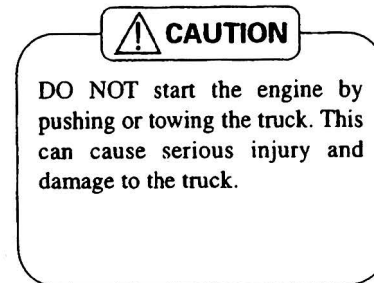 CAUTION
DO NOT start the engine by
pushing or towing the truck. This
can cause serious injury and
damage to the truck.